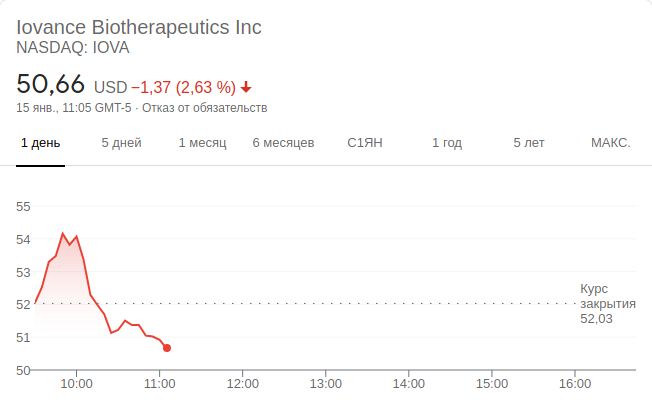 Iovance Biotherapeutics Inc
NASDAQ: IOVA
50,66 USD −1,37 (2,63 %)
15 янв., 11:05 GMT-5 · Отказ от обязательств
1 день 5 дней 1 месяц 6 месяцев С1ЯН 1 год 5 лет МАКС.
55
54
53
52
51
50
Курс
закрытия
52,03
10:00 11:00 12:00 13:00 14:00 15:00 16:00